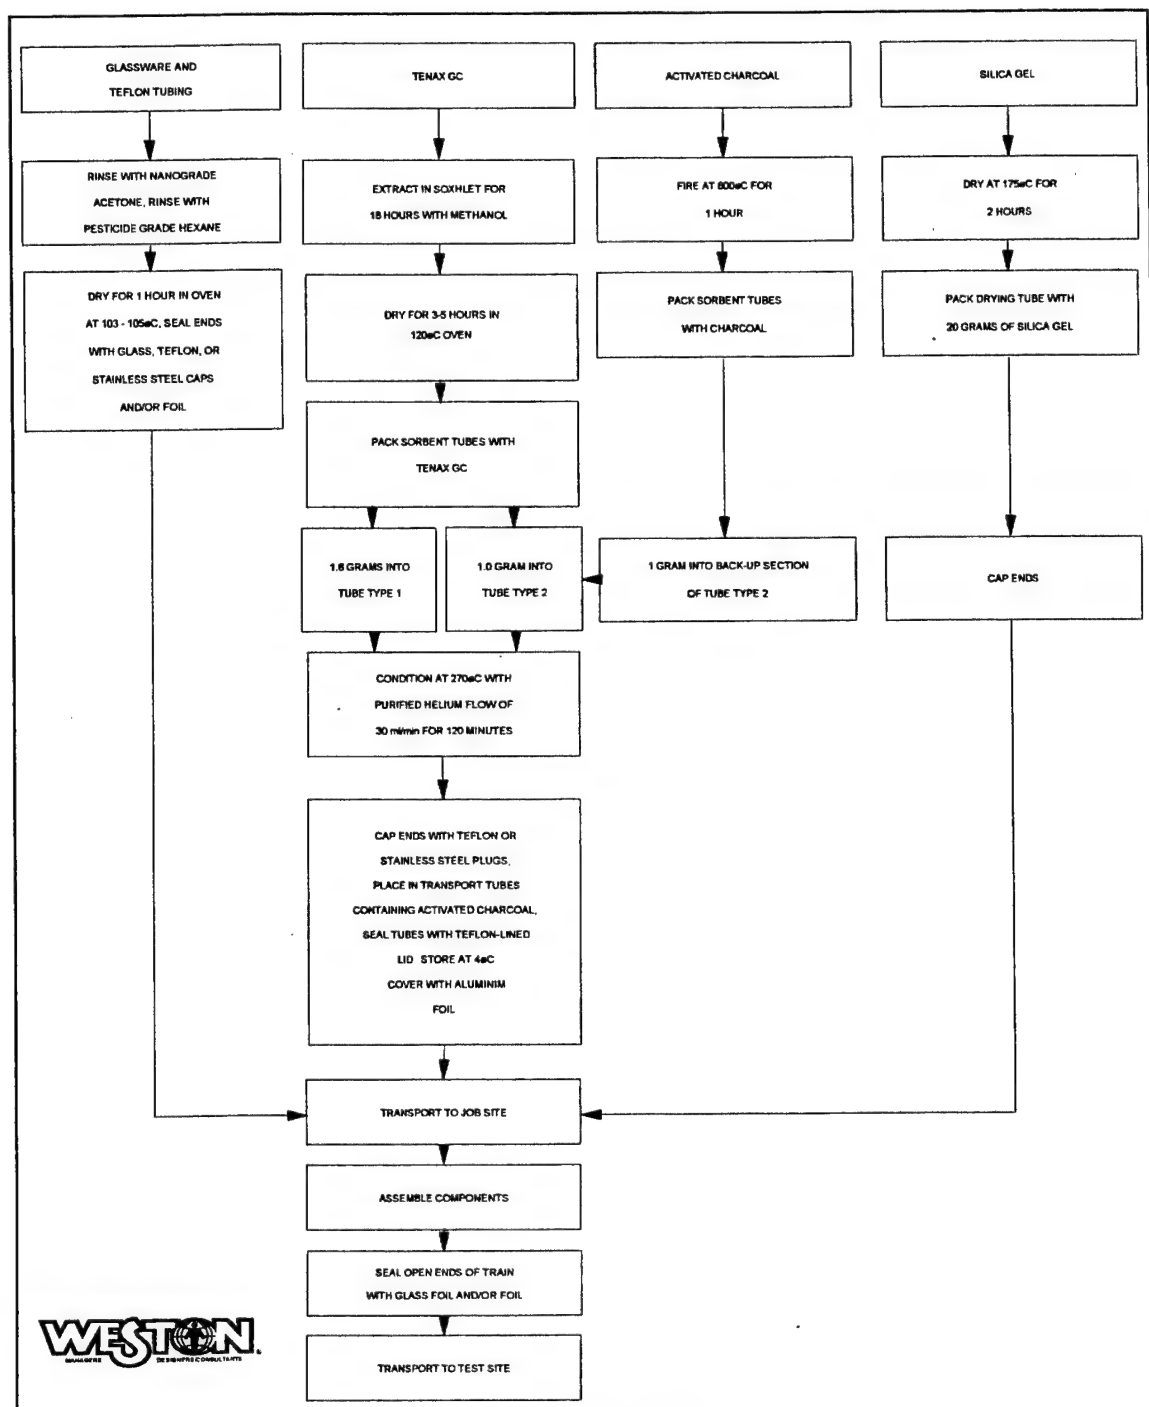 GLASSWARE AND
TEFLON TUBING
TENAX GC
ACTIVATED CHARCOAL
SILICA GEL
RINSE WITH NANOGRADE
ACETONE, RINSE WITH
PESTICIDE GRADE HEXANE
EXTRACT IN SOXHLET FOR
18 HOURS WITH METHANOL
FIRE AT 800øC FOR
1 HOUR
DRY AT 175øC FOR
2 HOURS
DRY FOR 1 HOUR IN OVEN
AT 103 - 105øC, SEAL ENDS
WITH GLASS, TEFLON, OR
STAINLESS STEEL CAPS
AND/OR FOIL
DRY FOR 3-5 HOURS IN
120øC OVEN
PACK SORBENT TUBES
WITH CHARCOAL
PACK DRYING TUBE WITH
20 GRAMS OF SILICA GEL
PACK SORBENT TUBES WITH
TENAX GC
1.6 GRAMS INTO
TUBE TYPE 1
1.0 GRAM INTO
TUBE TYPE 2
1 GRAM INTO BACK-UP SECTION
OF TUBE TYPE 2
CAP ENDS
CONDITION AT 270øC WITH
PURIFIED HELIUM FLOW OF
30 ml/min FOR 120 MINUTES
CAP ENDS WITH TEFLON OR
STAINLESS STEEL PLUGS,
PLACE IN TRANSPORT TUBES
CONTAINING ACTIVATED CHARCOAL,
SEAL TUBES WITH TEFLON-LINED
LID STORE AT 4øC
COVER WITH ALUMINIM
FOIL
TRANSPORT TO JOB SITE
ASSEMBLE COMPONENTS
SEAL OPEN ENDS OF TRAIN
WITH GLASS FOIL AND/OR FOIL
TRANSPORT TO TEST SITE
WESTON
MANAGERS DESIGNERS/CONSULTANTS